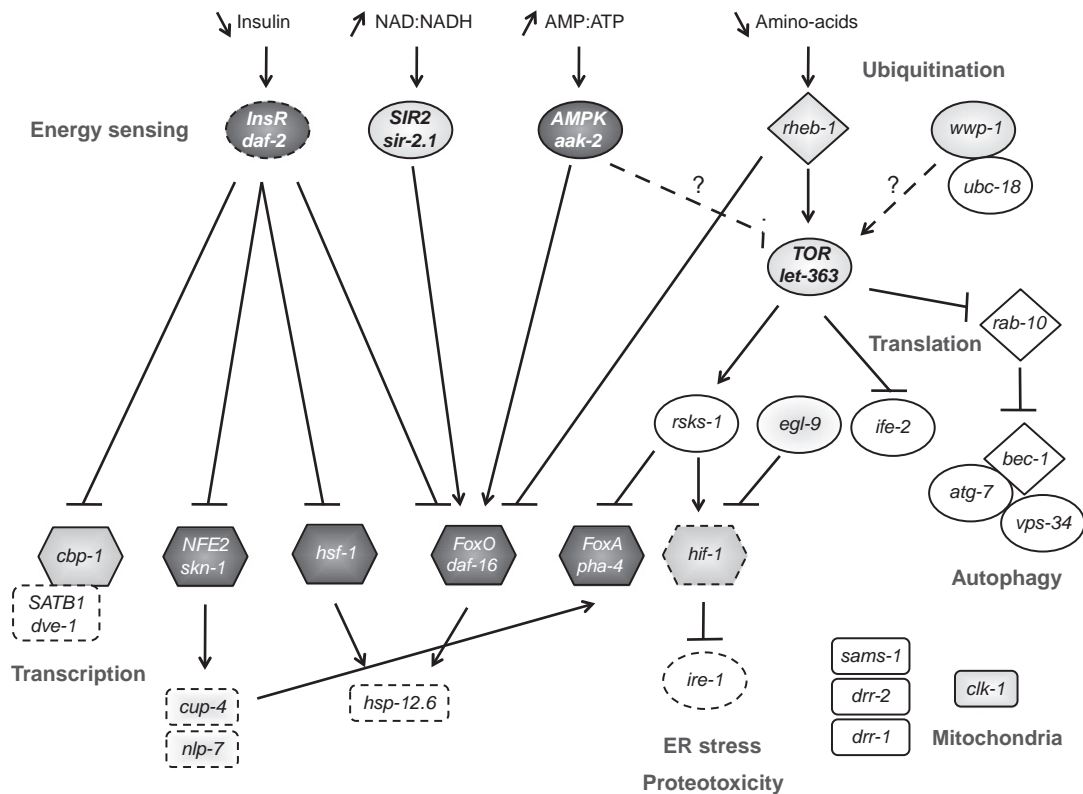 Insulin
NAD:NADH
AMP:ATP
Amino-acids
Ubiquitination
Energy sensing
InsR
daf-2
SIR2
sir-2.1
AMPK
aak-2
rheb-1
wwp-1
ubc-18
?
?
TOR
let-363
rab-10
Translation
rsks-1
egl-9
ife-2
bec-1
atg-7
vps-34
Autophagy
cbp-1
SATB1
dve-1
NFE2
skn-1
hsf-1
FoxO
daf-16
FoxA
pha-4
hif-1
Transcription
cup-4
nlp-7
hsp-12.6
ire-1
ER stress
Proteotoxicity
sams-1
drr-2
drr-1
clk-1
Mitochondria